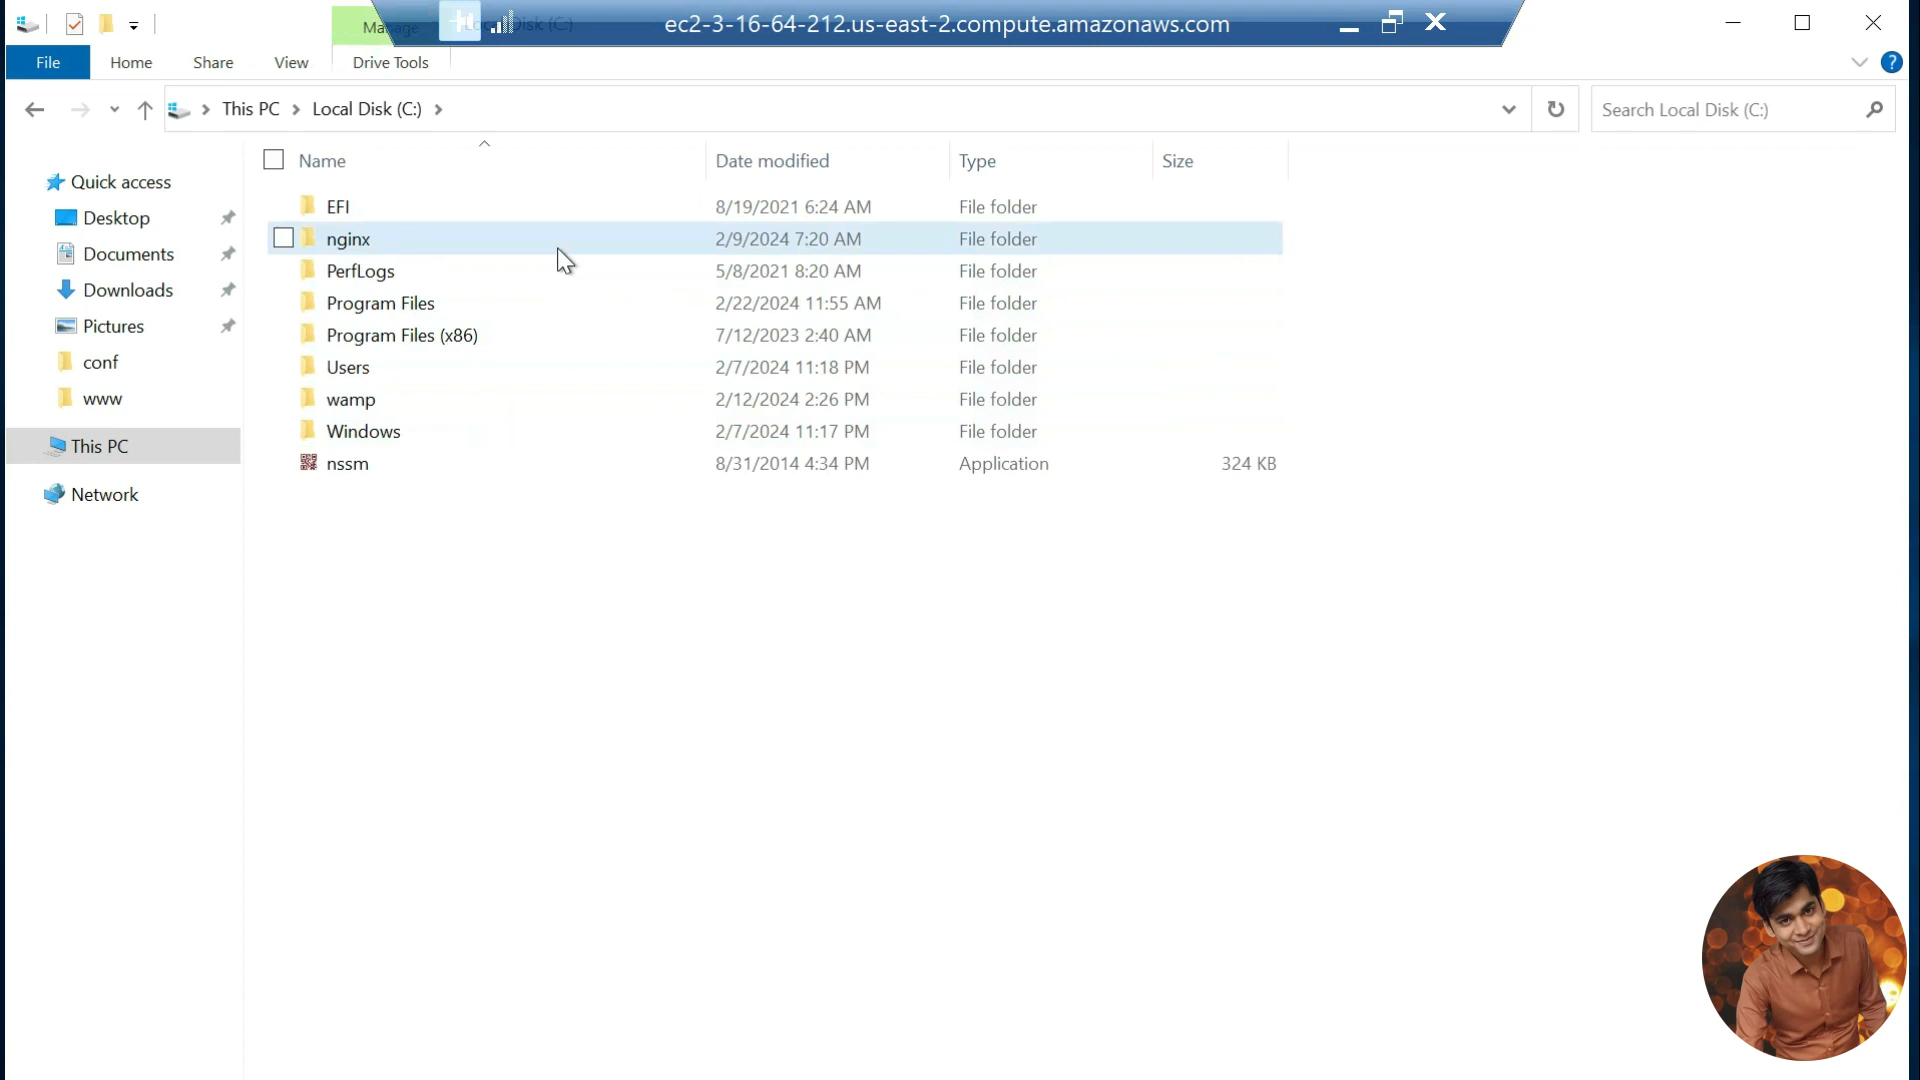 Manage
Local Disk (C:)
ec2-3-16-64-212.us-east-2.compute.amazonaws.com
File
Home
Share
View
Drive Tools
?
This PC
Local Disk (C:)
Search Local Disk (C:)
Name
Date modified
Type
Size
Quick access
Desktop
Documents
Downloads
Pictures
conf
www
This PC
Network
EFI 8/19/2021 6:24 AM File folder
nginx 2/9/2024 7:20 AM File folder
PerfLogs 5/8/2021 8:20 AM File folder
Program Files 2/22/2024 11:55 AM File folder
Program Files (x86) 7/12/2023 2:40 AM File folder
Users 2/7/2024 11:18 PM File folder
wamp 2/12/2024 2:26 PM File folder
Windows 2/7/2024 11:17 PM File folder
nssm 8/31/2014 4:34 PM Application 324 KB